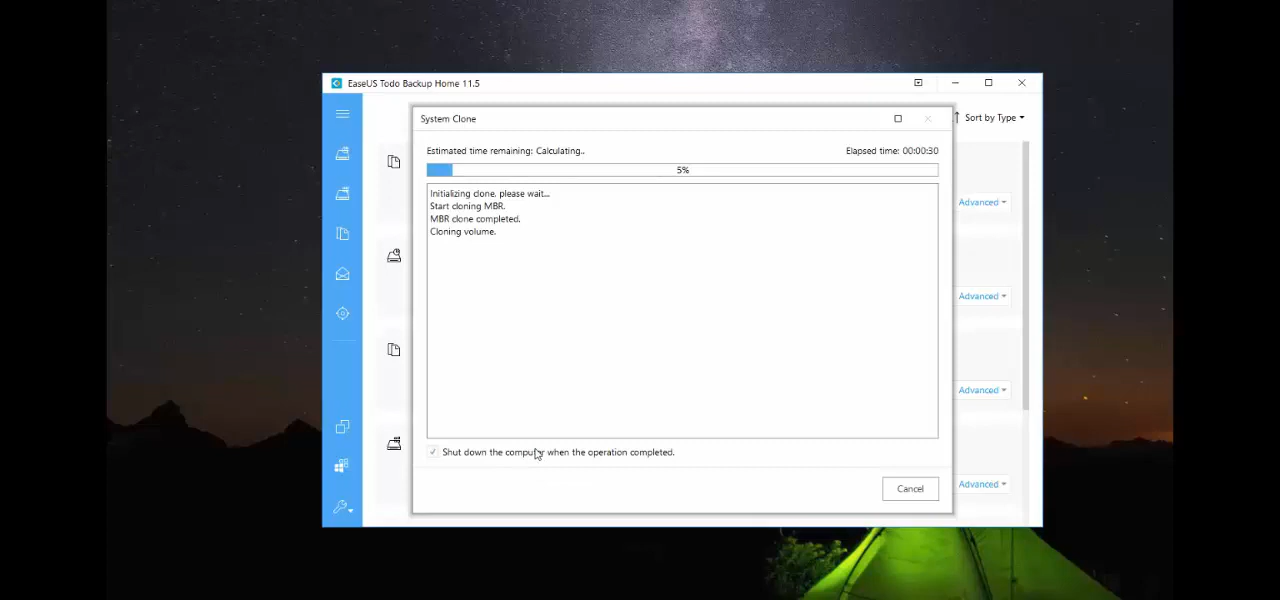 EaseUS Todo Backup Home 11.5
System Clone
Sort by Type
Estimated time remaining: Calculating..
Elapsed time: 00:00:30
5%
Initializing clone, please wait...
Start cloning MBR.
MBR clone completed.
Cloning volume.
Advanced
Advanced
Advanced
Shut down the computer when the operation completed.
Advanced
Cancel